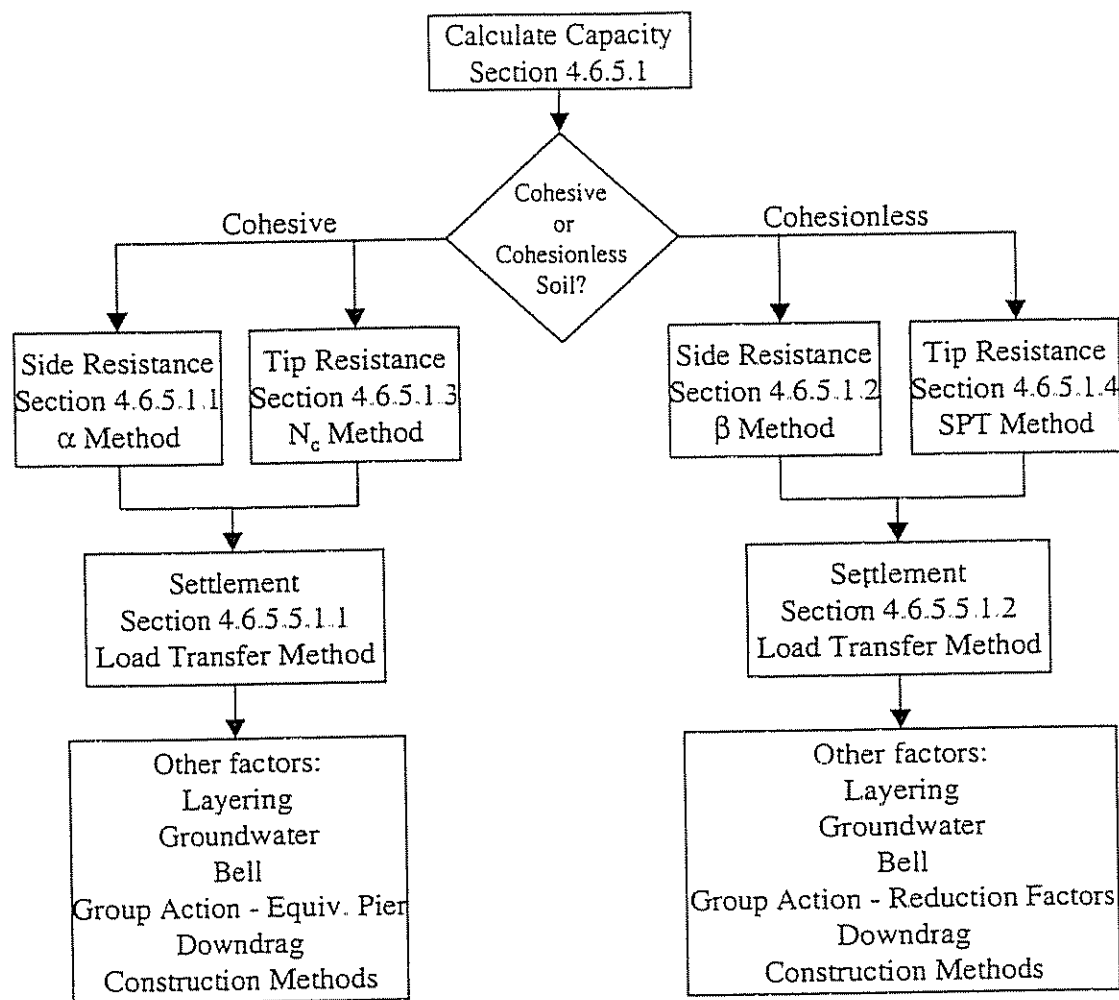 Calculate Capacity
Section 4.6.5.1
Cohesive
or
Cohesionless
Soil?
Cohesive
Cohesionless
Side Resistance
Section 4.6.5.1.1
α Method
Tip Resistance
Section 4.6.5.1.3
Nc Method
Side Resistance
Section 4.6.5.1.2
β Method
Tip Resistance
Section 4.6.5.1.4
SPT Method
Settlement
Section 4.6.5.5.1.1
Load Transfer Method
Settlement
Section 4.6.5.5.1.2
Load Transfer Method
Other factors:
Layering
Groundwater
Bell
Group Action - Equiv. Pier
Downdrag
Construction Methods
Other factors:
Layering
Groundwater
Bell
Group Action - Reduction Factors
Downdrag
Construction Methods